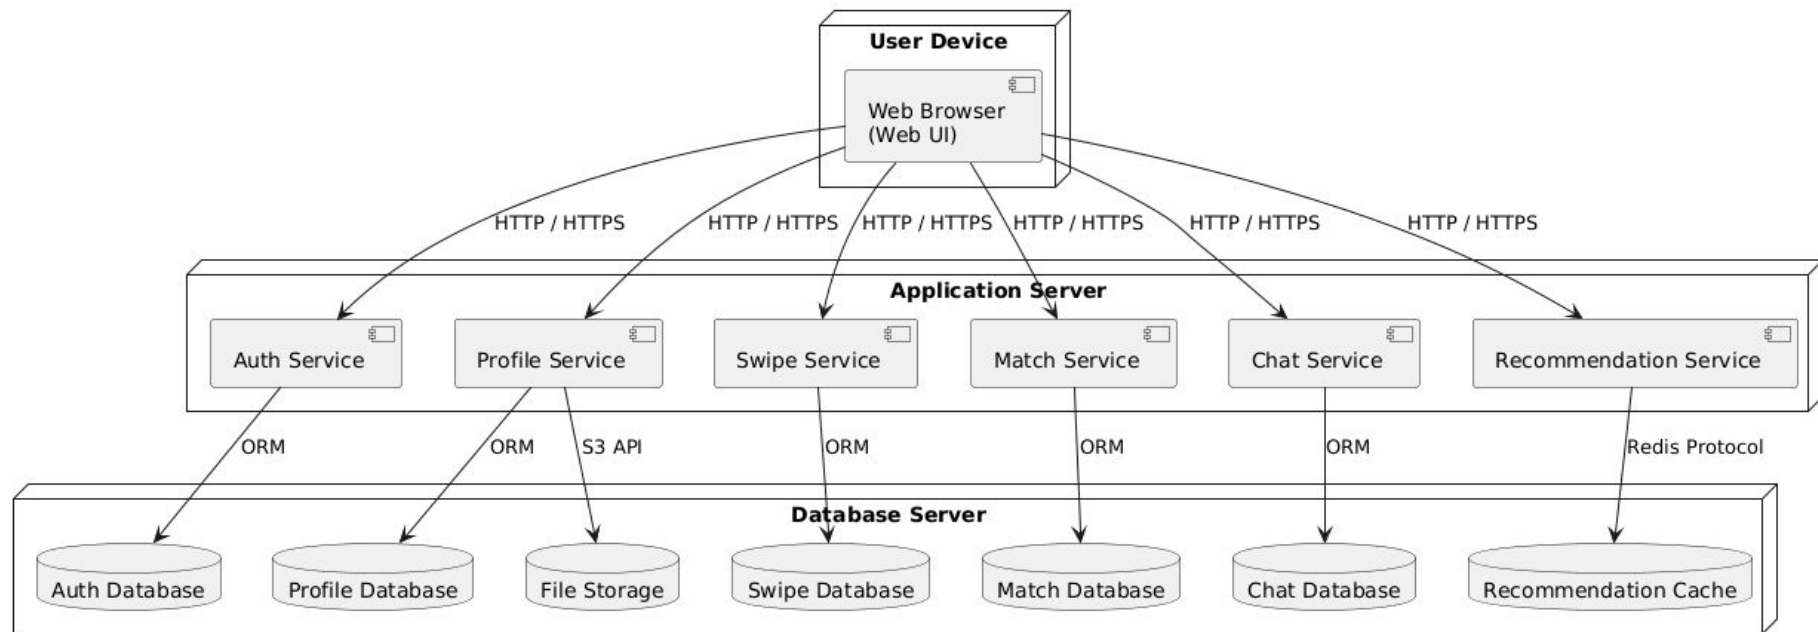 User Device
Web Browser
(Web UI)
HTTP / HTTPS
HTTP / HTTPS
HTTP / HTTPS
HTTP / HTTPS
HTTP / HTTPS
HTTP / HTTPS
Application Server
Auth Service
Profile Service
Swipe Service
Match Service
Chat Service
Recommendation Service
ORM
ORM
S3 API
ORM
ORM
ORM
Redis Protocol
Database Server
Auth Database
Profile Database
File Storage
Swipe Database
Match Database
Chat Database
Recommendation Cache